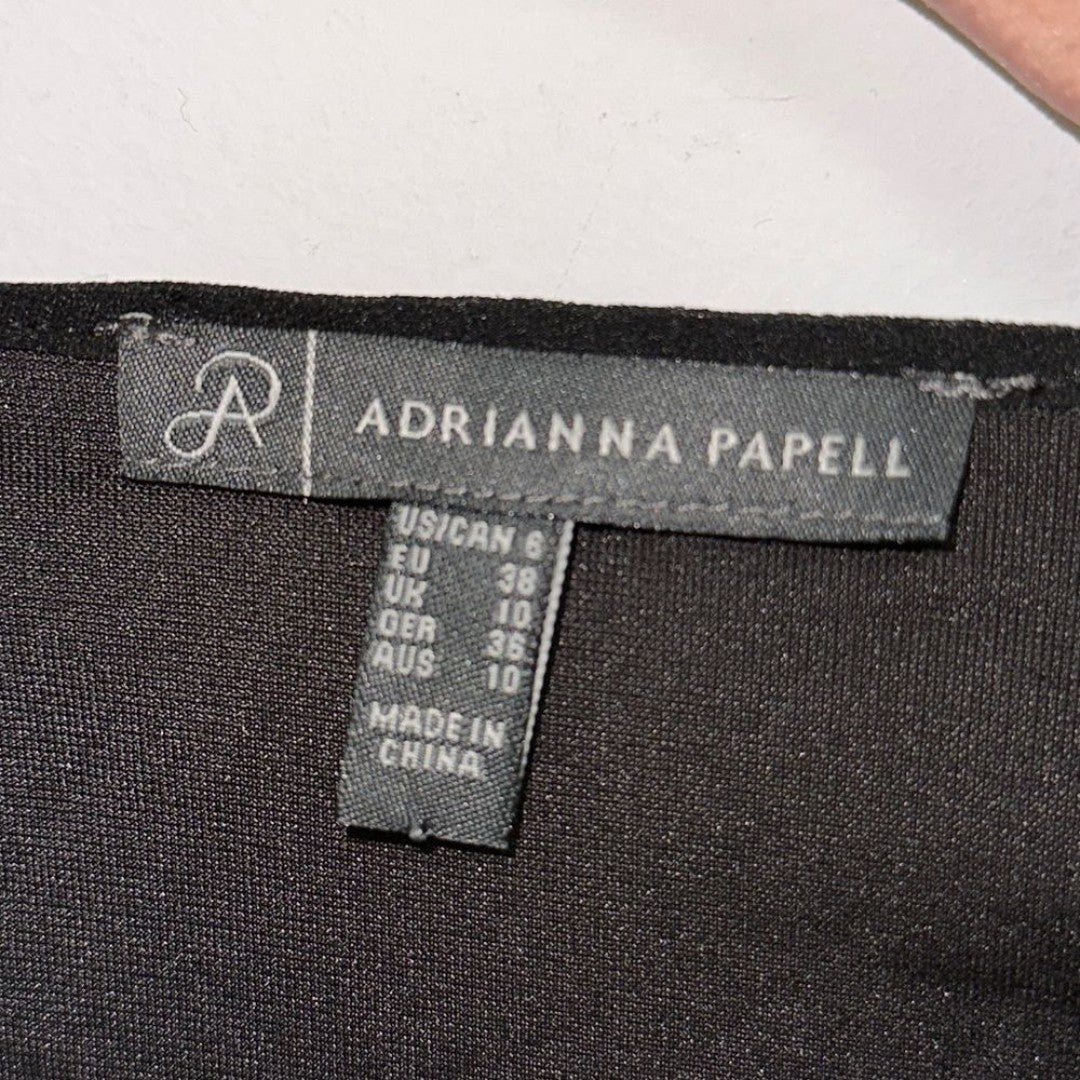 AP
ADRIANNA PAPELL
US/CAN 6
EU 38
UK 10
GER 36
AUS 10
MADE IN
CHINA